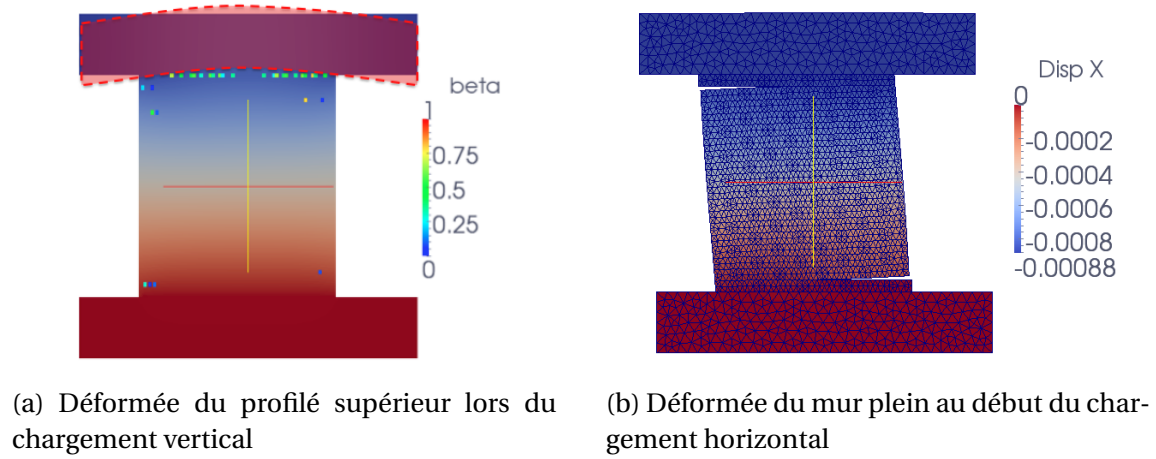 beta
1
0.75
0.5
0.25
0
Disp X
0
-0.0002
-0.0004
-0.0006
-0.0008
-0.00088
(a) Déformée du profilé supérieur lors du
chargement vertical
(b) Déformée du mur plein au début du char-
gement horizontal